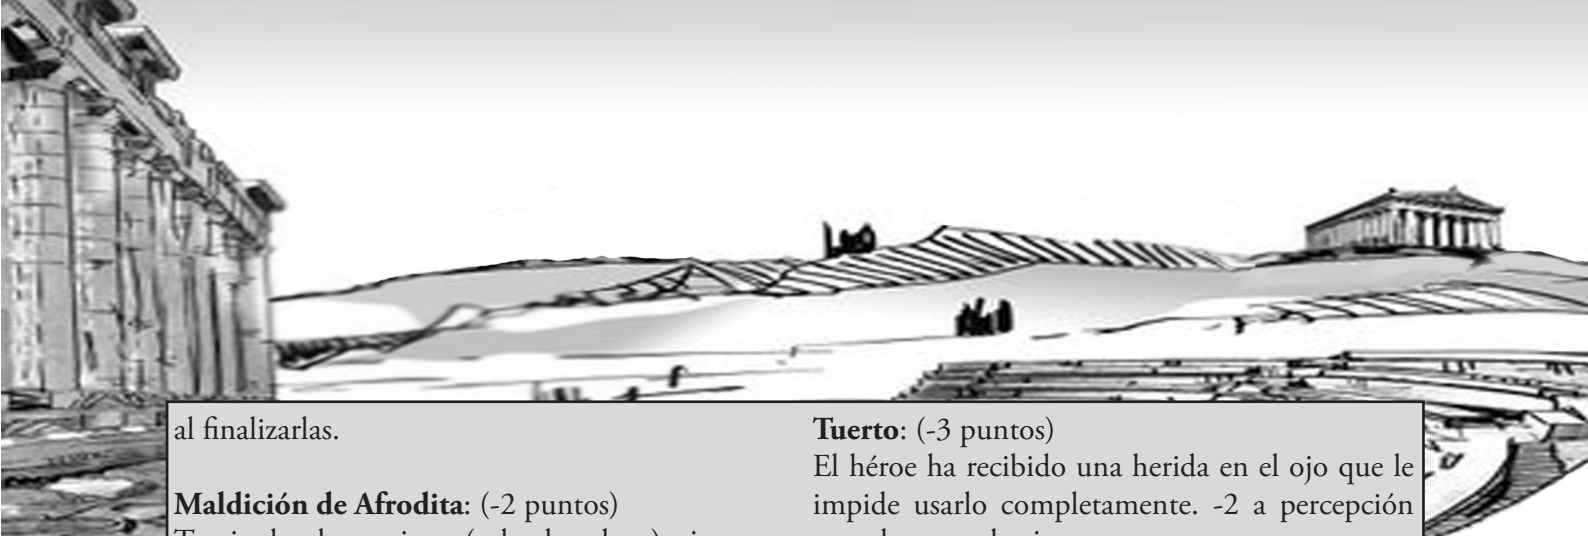 al finalizarlas.
Maldición de Afrodita: (-2 puntos)
Tuerto: (-3 puntos)
El héroe ha recibido una herida en el ojo que le
impide usarlo completamente. -2 a percepción